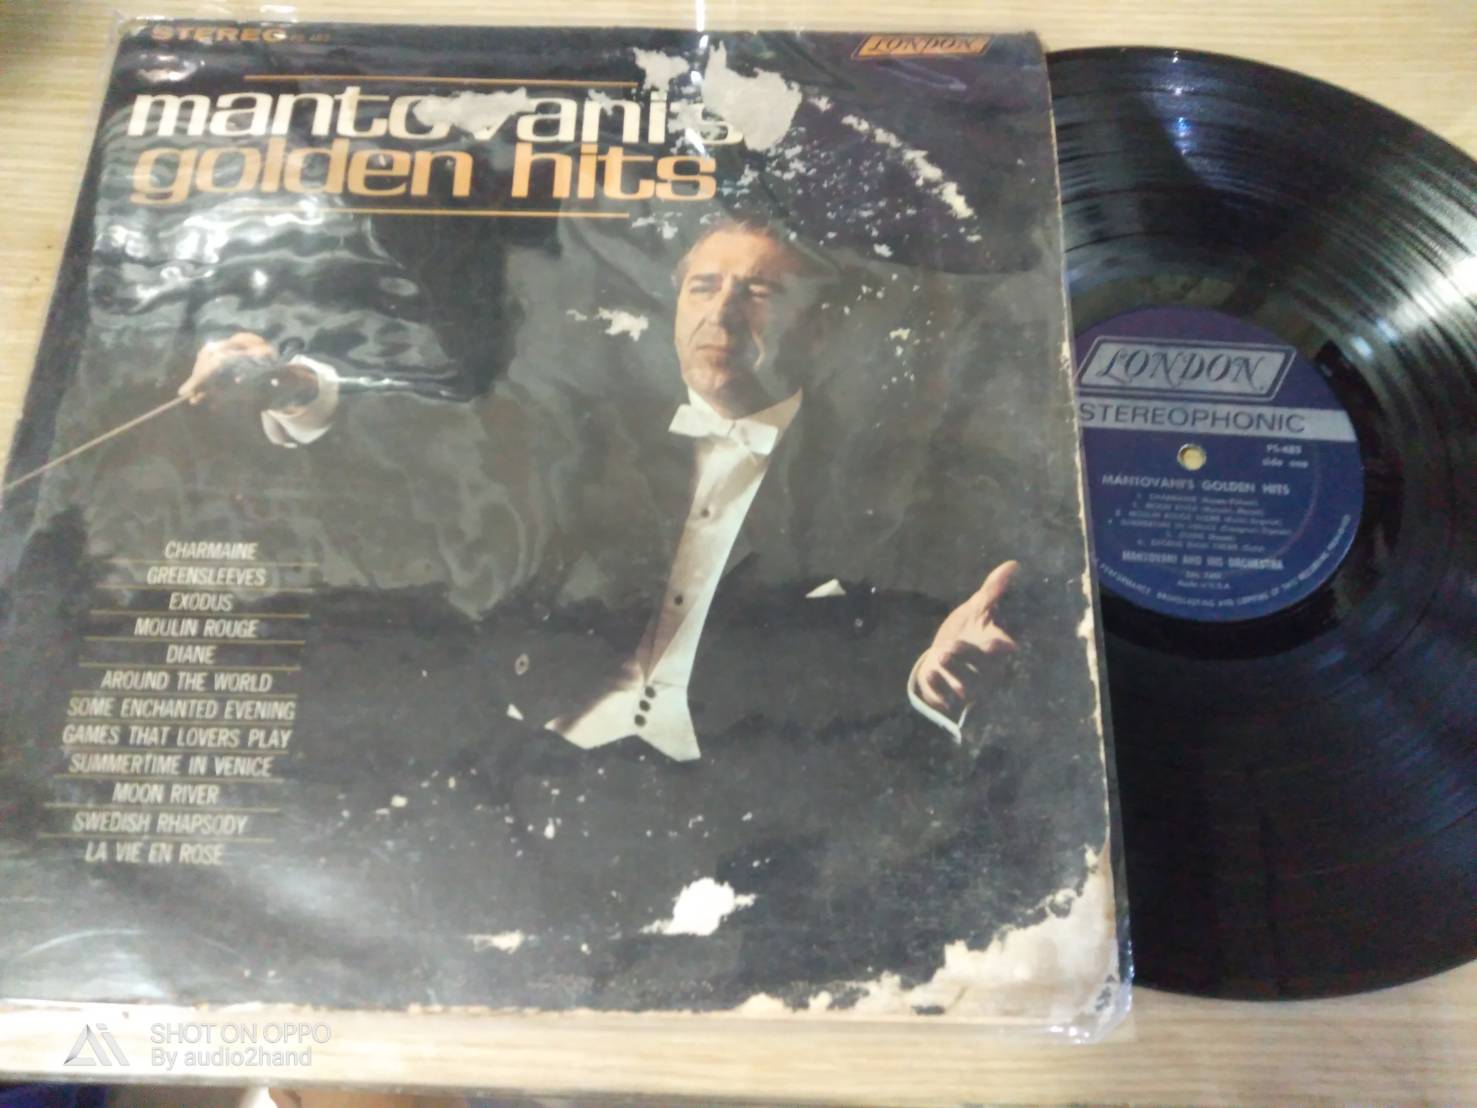 STEREO
LONDON
mantovani's
golden hits
CHARMAINE
GREENSLEEVES
EXODUS
MOULIN ROUGE
DIANE
AROUND THE WORLD
SOME ENCHANTED EVENING
GAMES THAT LOVERS PLAY
SUMMERTIME IN VENICE
MOON RIVER
SWEDISH RHAPSODY
LA VIE EN ROSE
LONDON
STEREOPHONIC
side one
MANTOVANI'S GOLDEN HITS
MANTOVANI AND HIS ORCHESTRA
Made in U.S.A.
SHOT ON OPPO
By audio2hand